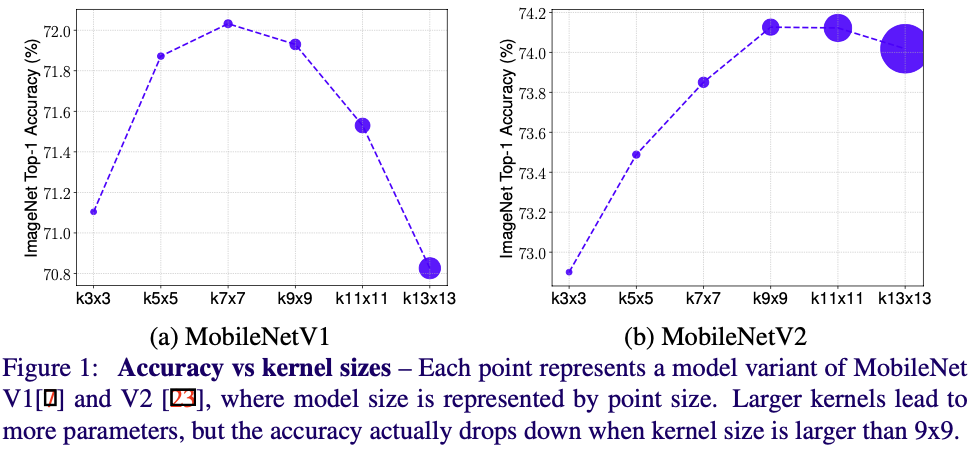 ImageNet Top-1 Accuracy (%)
72.0
71.8
71.6
71.4
71.2
71.0
70.8
k3x3 k5x5 k7x7 k9x9 k11x11 k13x13
(a) MobileNetV1
ImageNet Top-1 Accuracy (%)
74.2
74.0
73.8
73.6
73.4
73.2
73.0
k3x3 k5x5 k7x7 k9x9 k11x11 k13x13
(b) MobileNetV2
Figure 1: Accuracy vs kernel sizes – Each point represents a model variant of MobileNet
V1[7] and V2 [23], where model size is represented by point size. Larger kernels lead to
more parameters, but the accuracy actually drops down when kernel size is larger than 9x9.